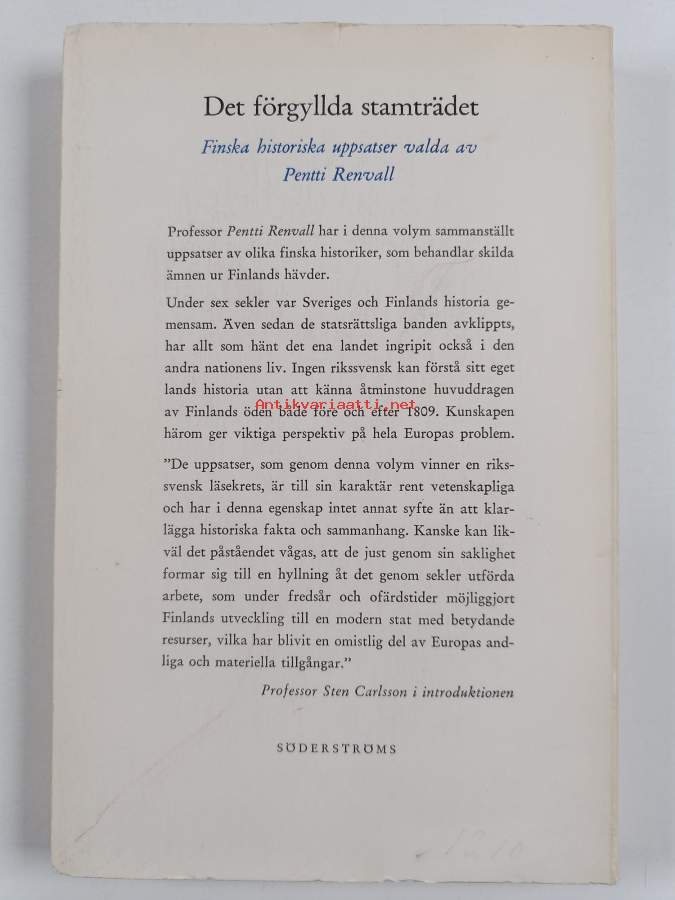 Det förgyllda stamträdet
Finska historiska uppsatser valda av
Pentti Renvall
Professor Pentti Renvall har i denna volym sammanställt
uppsatser av olika finska historiker, som behandlar skilda
ämnen ur Finlands hävder.
Under sex sekler var Sveriges och Finlands historia ge-
mensam. Även sedan de statsrättsliga banden avklippts,
har allt som hänt det ena landet ingripit också i den
andra nationens liv. Ingen rikssvensk kan förstå sitt eget
lands historia utan att känna åtminstone huvuddragen
Antikvariaatti.net
av Finlands öden både före och efter 1809. Kunskapen
härom ger viktiga perspektiv på hela Europas problem.
”De uppsatser, som genom denna volym vinner en riks-
svensk läsekrets, är till sin karaktär rent vetenskapliga
och har i denna egenskap intet annat syfte än att klar-
lägga historiska fakta och sammanhang. Kanske kan lik-
väl det påståendet vågas, att de just genom sin saklighet
formar sig till en hyllning åt det genom sekler utförda
arbete, som under fredsår och ofärdstider möjliggjort
Finlands utveckling till en modern stat med betydande
resurser, vilka har blivit en omistlig del av Europas and-
liga och materiella tillgångar.”
Professor Sten Carlsson i introduktionen
SÖDERSTRÖMS